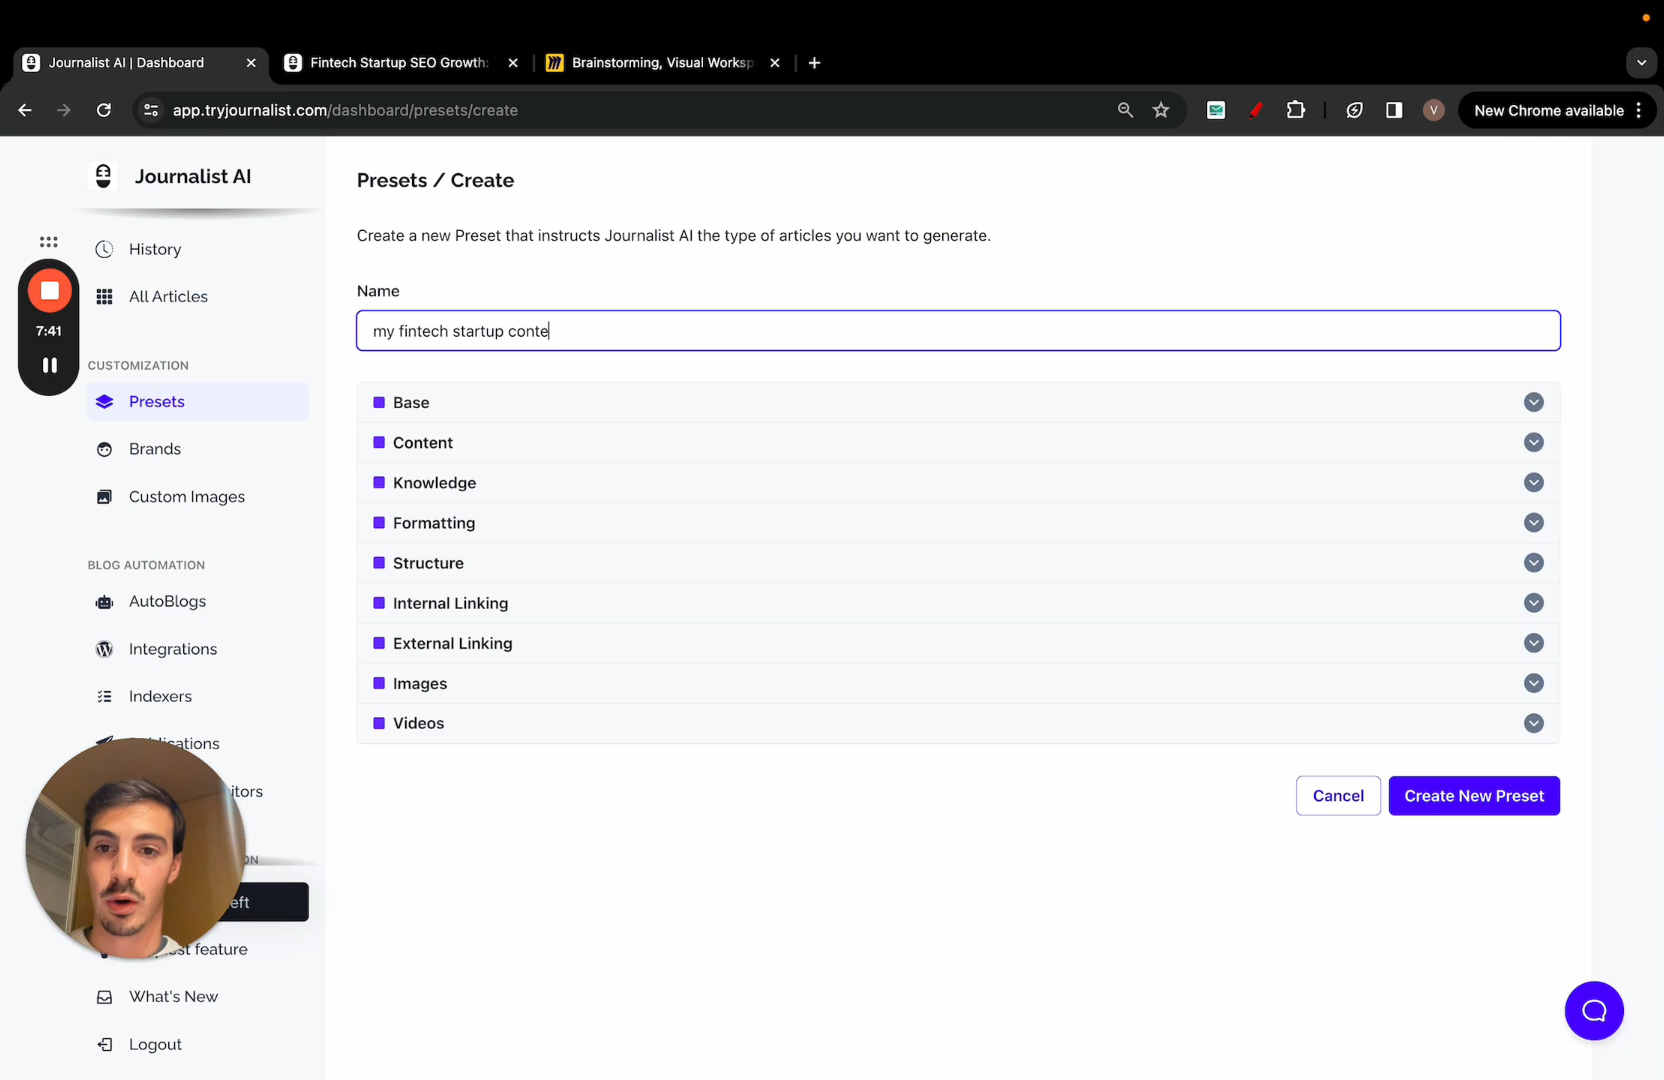 Journalist AI | Dashboard
Fintech Startup SEO Growth:
Brainstorming, Visual Worksp
app.tryjournalist.com/dashboard/presets/create
New Chrome available
V
Journalist AI
History
All Articles
7:41
CUSTOMIZATION
Presets
Brands
Custom Images
BLOG AUTOMATION
AutoBlogs
Integrations
Indexers
ications
itors
ON
eft
st feature
What's New
Logout
Presets / Create
Create a new Preset that instructs Journalist AI the type of articles you want to generate.
Name
my fintech startup conte
Base
Content
Knowledge
Formatting
Structure
Internal Linking
External Linking
Images
Videos
Cancel
Create New Preset